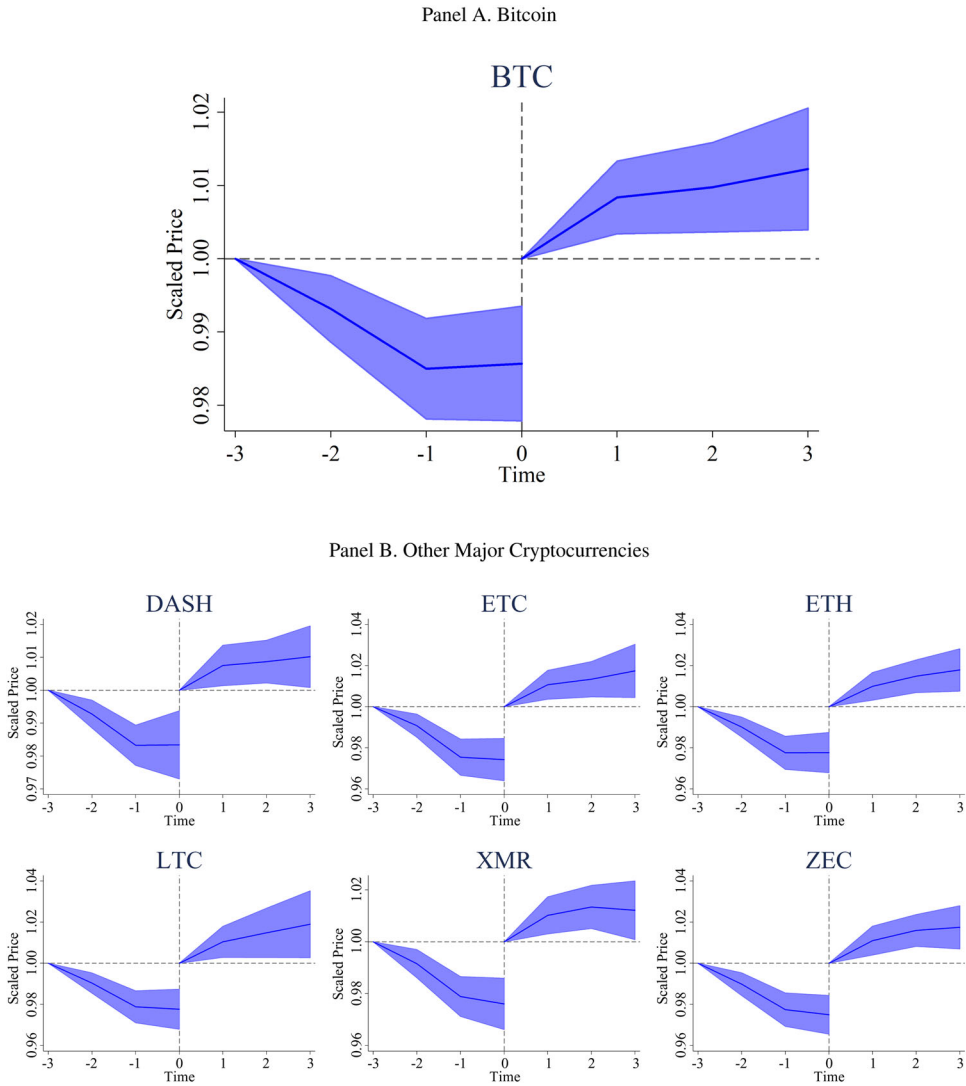 Panel A. Bitcoin
BTC
Scaled Price
1.02
1.01
1.00
0.99
0.98
-3 -2 -1 0 1 2 3
Time
Panel B. Other Major Cryptocurrencies
DASH ETC ETH
Scaled Price
1.02
1.01
1.00
0.99
0.98
0.97
-3 -2 -1 0 1 2 3
Time
Scaled Price
1.04
1.02
1.00
0.98
0.96
-3 -2 -1 0 1 2 3
Time
Scaled Price
1.04
1.02
1.00
0.98
0.96
-3 -2 -1 0 1 2 3
Time
LTC XMR ZEC
Scaled Price
1.04
1.02
1.00
0.98
0.96
-3 -2 -1 0 1 2 3
Time
Scaled Price
1.02
1.00
0.98
0.96
-3 -2 -1 0 1 2 3
Time
Scaled Price
1.04
1.02
1.00
0.98
0.96
-3 -2 -1 0 1 2 3
Time